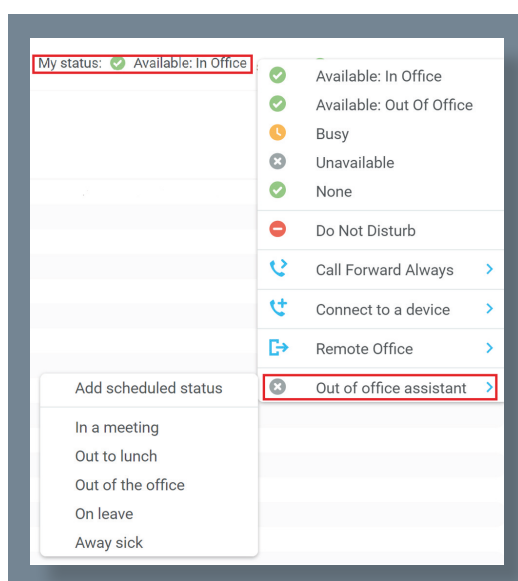 My status: Available: In Office
Available: In Office
Available: Out Of Office
Busy
Unavailable
None
Do Not Disturb
Call Forward Always
Connect to a device
Remote Office
Out of office assistant
Add scheduled status
In a meeting
Out to lunch
Out of the office
On leave
Away sick